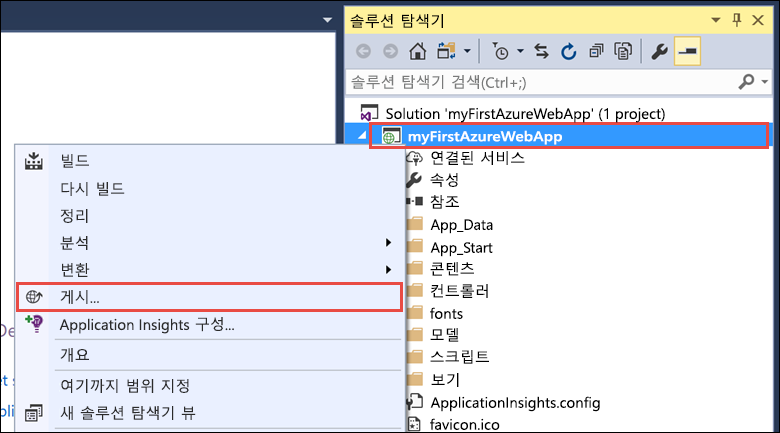 솔루션 탐색기
솔루션 탐색기 검색(Ctrl+;)
Solution 'myFirstAzureWebApp' (1 project)
myFirstAzureWebApp
연결된 서비스
속성
참조
App_Data
App_Start
콘텐츠
컨트롤러
fonts
모델
스크립트
보기
ApplicationInsights.config
favicon.ico
빌드
다시 빌드
정리
분석
변환
게시...
Application Insights 구성...
개요
여기까지 범위 지정
새 솔루션 탐색기 뷰